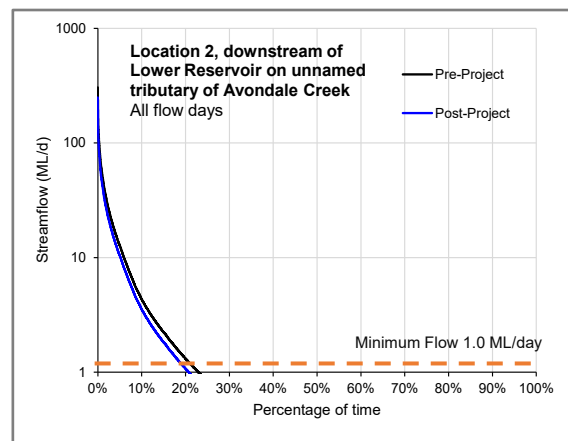 1000
100
10
1
Streamflow (ML/d)
Location 2, downstream of
Lower Reservoir on unnamed
tributary of Avondale Creek
All flow days
Pre-Project
Post-Project
Minimum Flow 1.0 ML/day
0% 10% 20% 30% 40% 50% 60% 70% 80% 90% 100%
Percentage of time